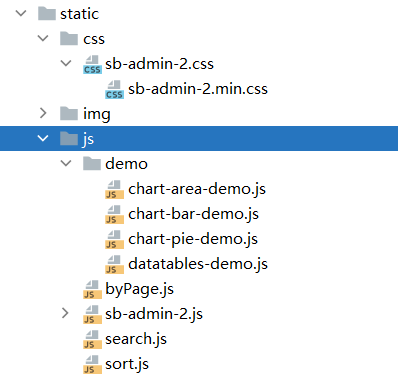 static
css
sb-admin-2.css
sb-admin-2.min.css
img
js
demo
chart-area-demo.js
chart-bar-demo.js
chart-pie-demo.js
datatables-demo.js
byPage.js
sb-admin-2.js
search.js
sort.js